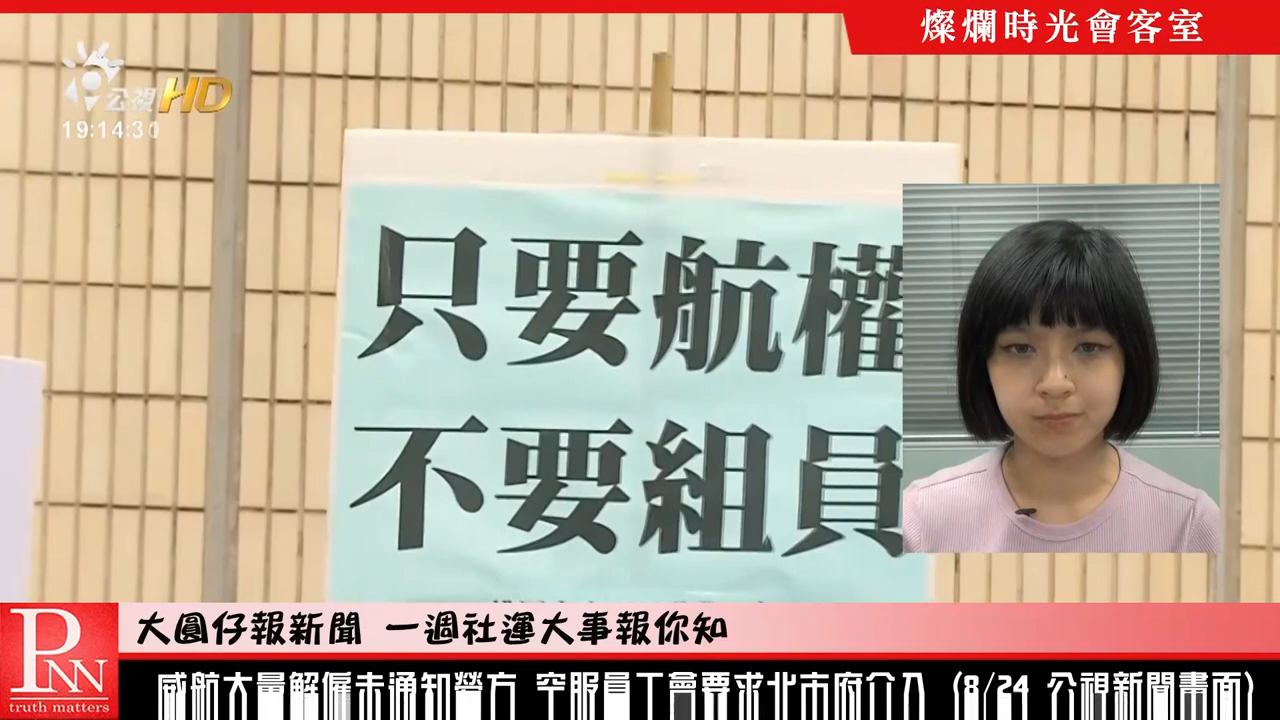 燦爛時光會客室
公視HD
19:14:30
只要航權
不要組員
大圓仔報新聞 一週社運大事報你知
PNN
truth matters
威航大量解僱未通知勞方 空服員工會要求北市府介入 (8/24 公視新聞畫面)